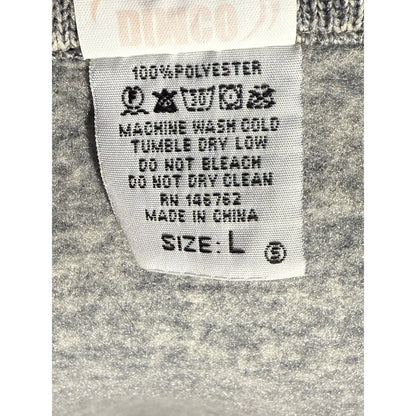 DIMCO
100%POLYESTER
MACHINE WASH COLD
TUMBLE DRY LOW
DO NOT BLEACH
DO NOT DRY CLEAN
RN 146762
MADE IN CHINA
SIZE: L S